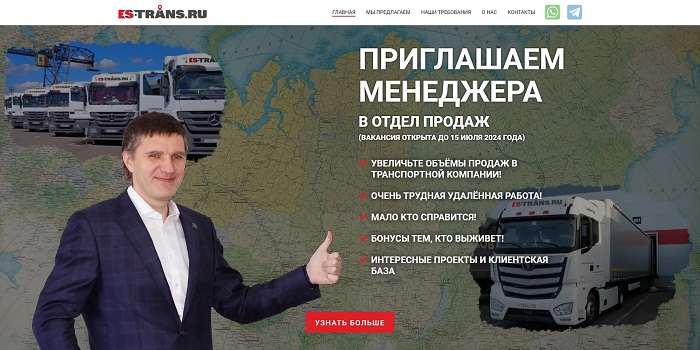 ES-TRANS.RU
ГЛАВНАЯ МЫ ПРЕДЛАГАЕМ НАШИ ТРЕБОВАНИЯ О НАС КОНТАКТЫ
ES-TRANS.RU
ПРИГЛАШАЕМ
МЕНЕДЖЕРА
В ОТДЕЛ ПРОДАЖ
(ВАКАНСИЯ ОТКРЫТА ДО 15 ИЮЛЯ 2024 ГОДА)
УВЕЛИЧЬТЕ ОБЪЁМЫ ПРОДАЖ В
ТРАНСПОРТНОЙ КОМПАНИИ!
ОЧЕНЬ ТРУДНАЯ УДАЛЁННАЯ РАБОТА!
МАЛО КТО СПРАВИТСЯ!
БОНУСЫ ТЕМ, КТО ВЫЖИВЕТ!
ИНТЕРЕСНЫЕ ПРОЕКТЫ И КЛИЕНТСКАЯ
БАЗА
ES-TRANS.RU
УЗНАТЬ БОЛЬШЕ